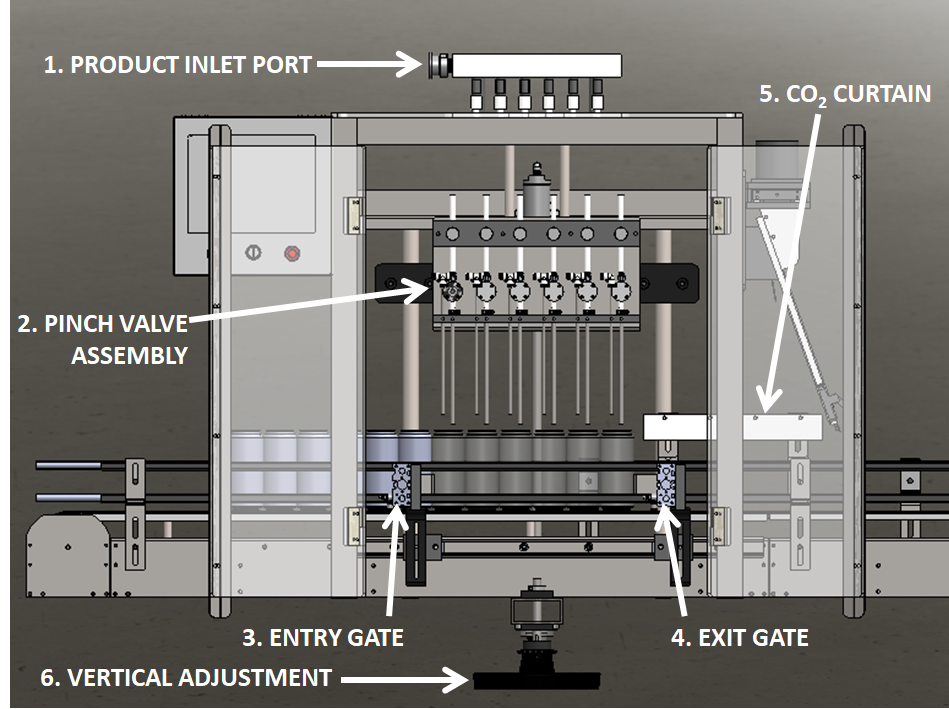 1. PRODUCT INLET PORT
5. CO₂ CURTAIN
2. PINCH VALVE
ASSEMBLY
3. ENTRY GATE
4. EXIT GATE
6. VERTICAL ADJUSTMENT